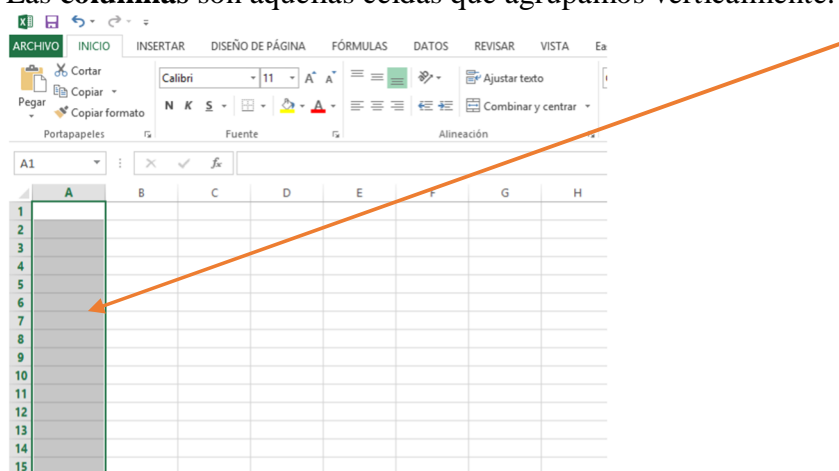 Las columnas son aquellas celdas que agrupamos verticalmente.
ARCHIVO INICIO INSERTAR DISEÑO DE PÁGINA FÓRMULAS DATOS REVISAR VISTA Ea
Cortar
Copiar
Copiar formato
Pegar
Calibri 11
N K S
Ajustar texto
Combinar y centrar
Portapapeles Fuente Alineación
A1 fx
A B C D E F G H
1
2
3
4
5
6
7
8
9
10
11
12
13
14
15